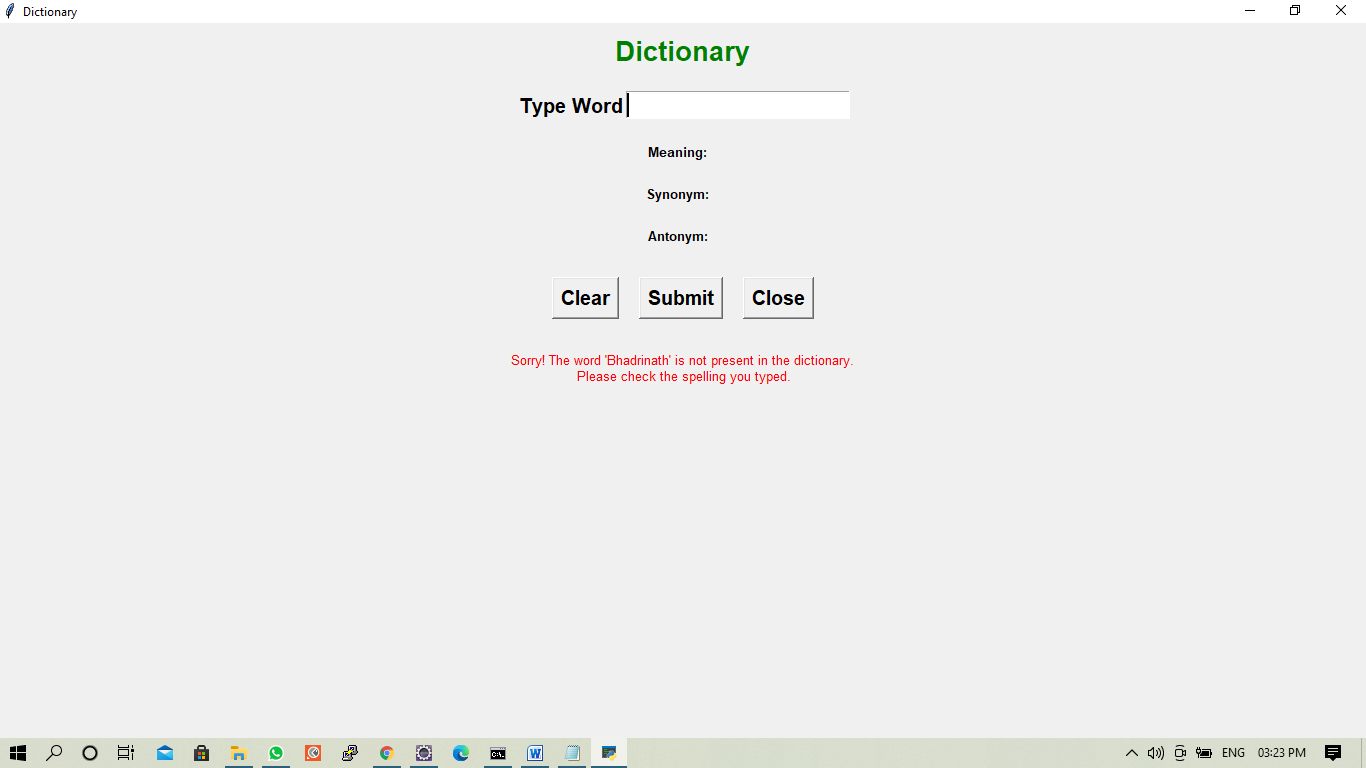 Dictionary
Dictionary
Type Word
Meaning:
Synonym:
Antonym:
Clear Submit Close
Sorry! The word 'Bhadrinath' is not present in the dictionary.
Please check the spelling you typed.
C:\.
W
ENG 03:23 PM